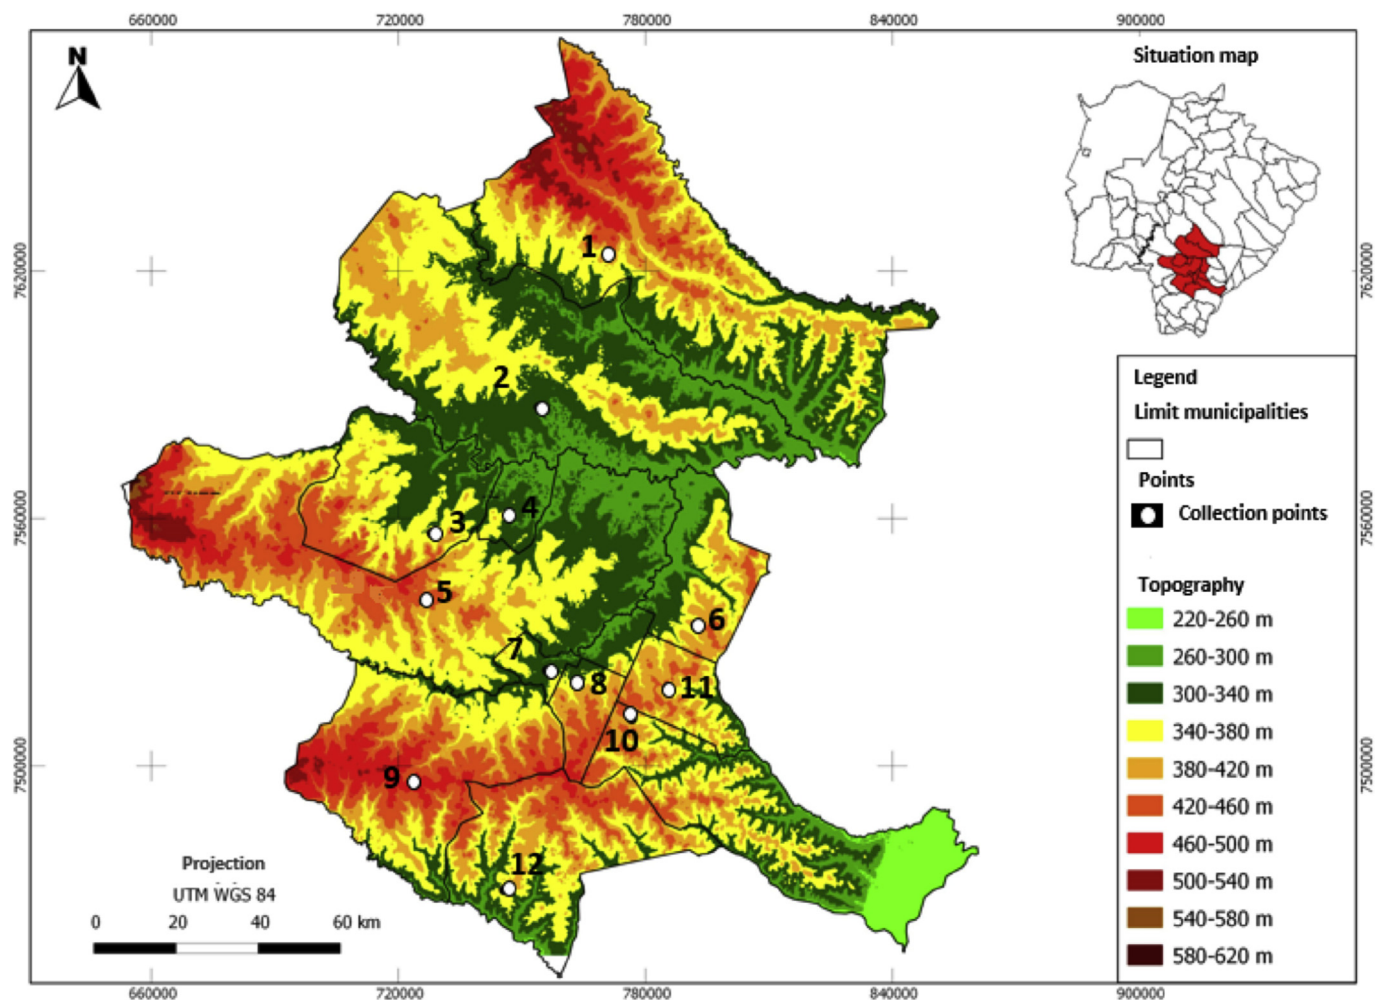 660000
720000
780000
840000
900000
N
Situation map
7620000
7620000
1
2
3
4
5
6
7
8
9
10
11
12
7560000
7560000
7500000
7500000
Legend
Limit municipalities
Points
Collection points
Topography
220-260 m
260-300 m
300-340 m
340-380 m
380-420 m
420-460 m
460-500 m
500-540 m
540-580 m
580-620 m
Projection
UTM WGS 84
0 20 40 60 km
660000
720000
780000
840000
900000